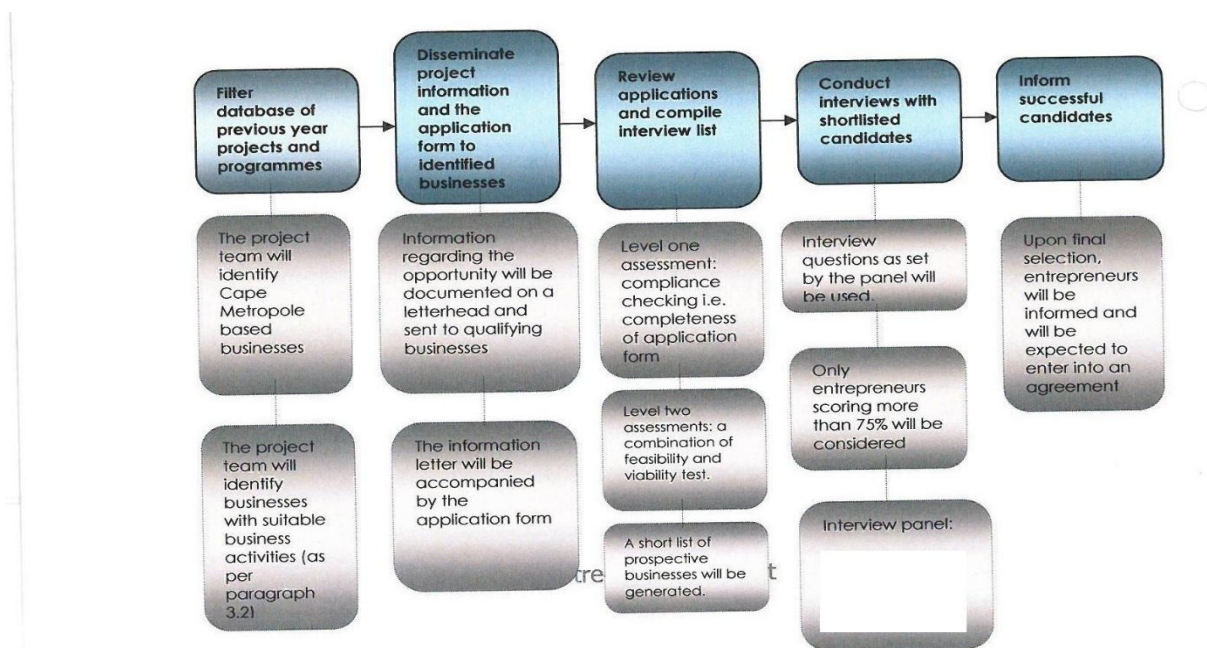 Filter
database of
previous year
projects and
programmes
Disseminate
project
information
and the
application
form to
identified
businesses
Review
applications
and compile
interview list
Conduct
interviews with
shortlisted
candidates
Inform
successful
candidates
The project
team will
identify
Cape
Metropole
based
businesses
The project
team will
identify
businesses
with suitable
business
activities (as
per
paragraph
3.2)
Information
regarding the
opportunity will be
documented on a
letterhead and
sent to qualifying
businesses
The information
letter will be
accompanied
by the
application form
Level one
assessment:
compliance
checking i.e.
completeness
of application
form
Level two
assessments: a
combination of
feasibility and
viability test.
A short list of
prospective
businesses will be
generated.
Interview
questions as set
by the panel will
be used.
Only
entrepreneurs
scoring more
than 75% will be
considered
Interview panel:
Upon final
selection,
entrepreneurs
will be
informed and
will be
expected to
enter into an
agreement